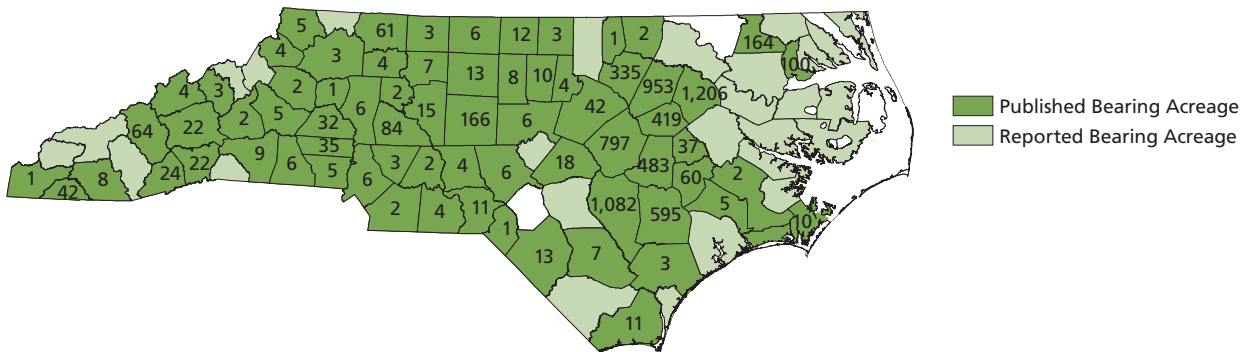 5 61 3 6 12 3 1 2 164
4 3 4 7 13 8 10 4 335 953 1,206 100
4 3 2 1 6 2 15 166 6 42 419
64 22 2 5 32 84 797 37
35
1 42 8 24 22 9 6 5 6 3 2 4 6 18 483 60 2
2 4 11 1 1,082 595 5 10
13 7 3
11
Published Bearing Acreage
Reported Bearing Acreage